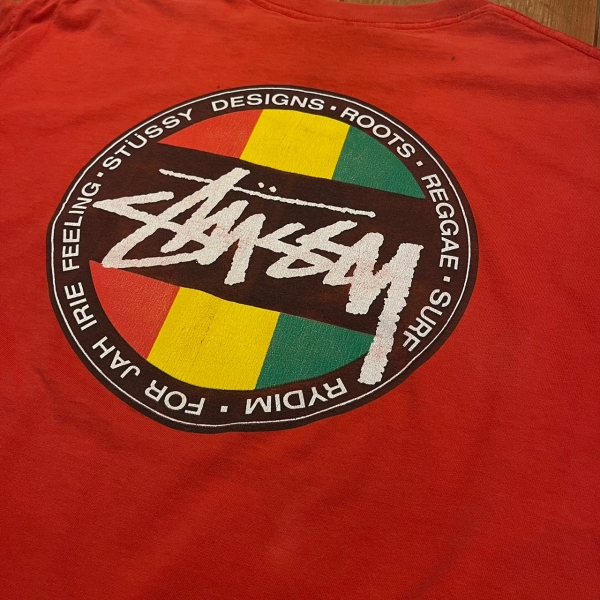 STÜSSY DESIGNS · ROOTS · REGGAE · SURF RYDIM · FOR JAH IRIE FEELING ·
Stüssy